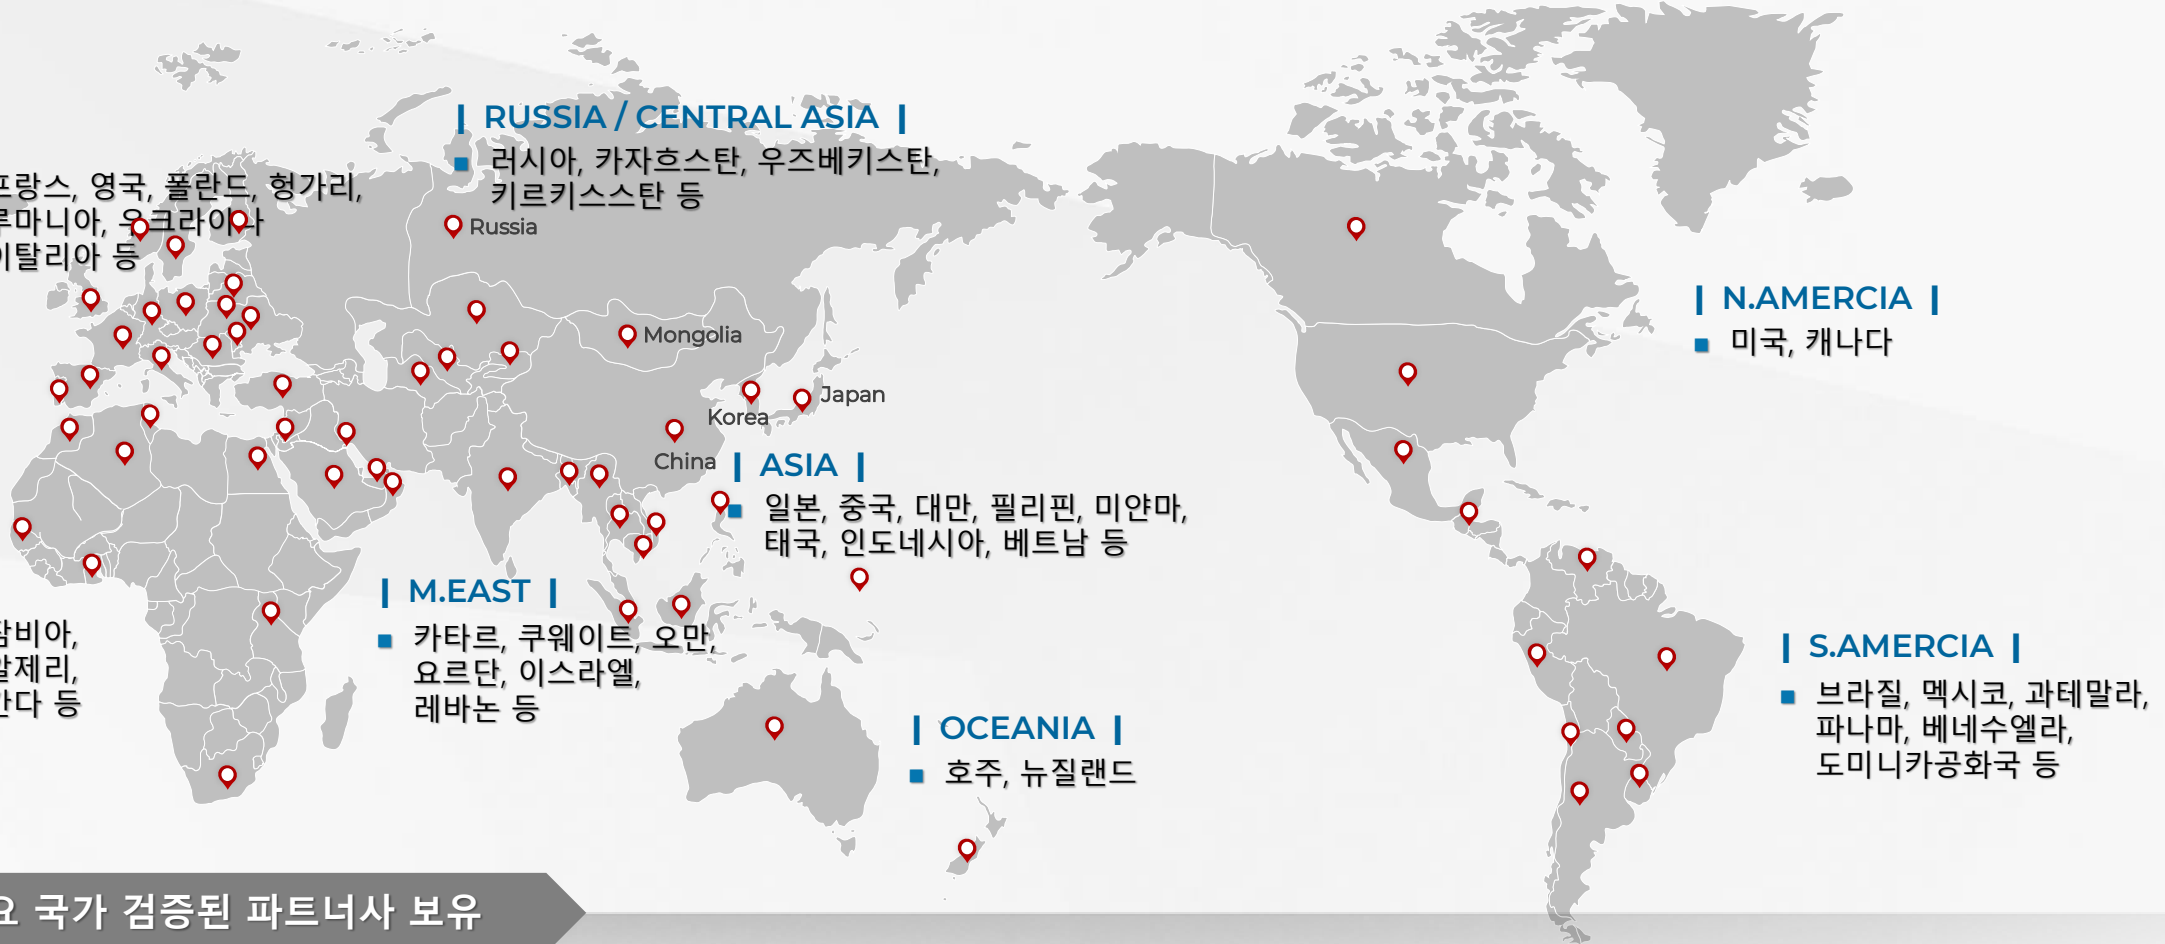 | RUSSIA / CENTRAL ASIA |
러시아, 카자흐스탄, 우즈베키스탄,
키르키스스탄 등
프랑스, 영국, 폴란드, 헝가리,
루마니아, 우크라이나
이탈리아 등
Russia
Mongolia
Japan
Korea
China
| N.AMERCIA |
미국, 캐나다
| ASIA |
일본, 중국, 대만, 필리핀, 미얀마,
태국, 인도네시아, 베트남 등
| M.EAST |
카타르, 쿠웨이트, 오만,
요르단, 이스라엘,
레바논 등
잠비아,
알제리,
간다 등
| S.AMERCIA |
브라질, 멕시코, 과테말라,
파나마, 베네수엘라,
도미니카공화국 등
| OCEANIA |
호주, 뉴질랜드
요 국가 검증된 파트너사 보유